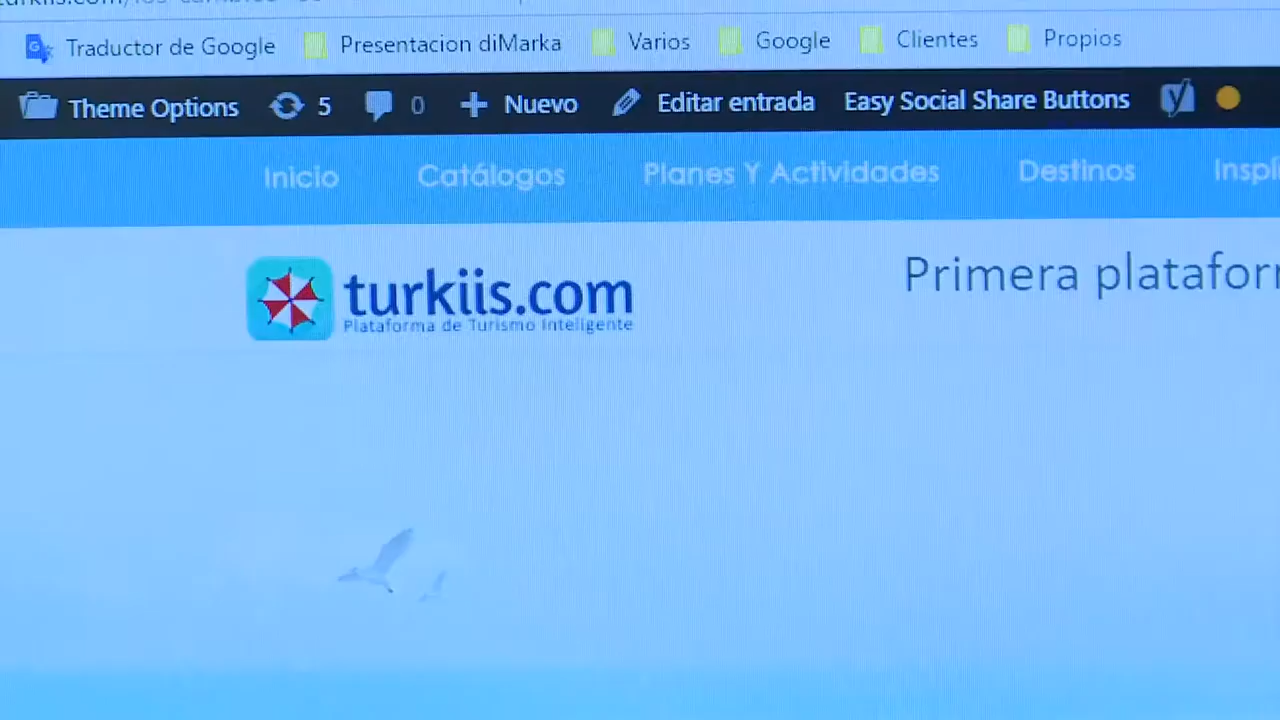 Traductor de Google Presentacion diMarka Varios Google Clientes Propios
Theme Options 5 0 Nuevo Editar entrada Easy Social Share Buttons
Inicio Catálogos Planes Y Actividades Destinos
turkiis.com
Plataforma de Turismo Inteligente
Primera